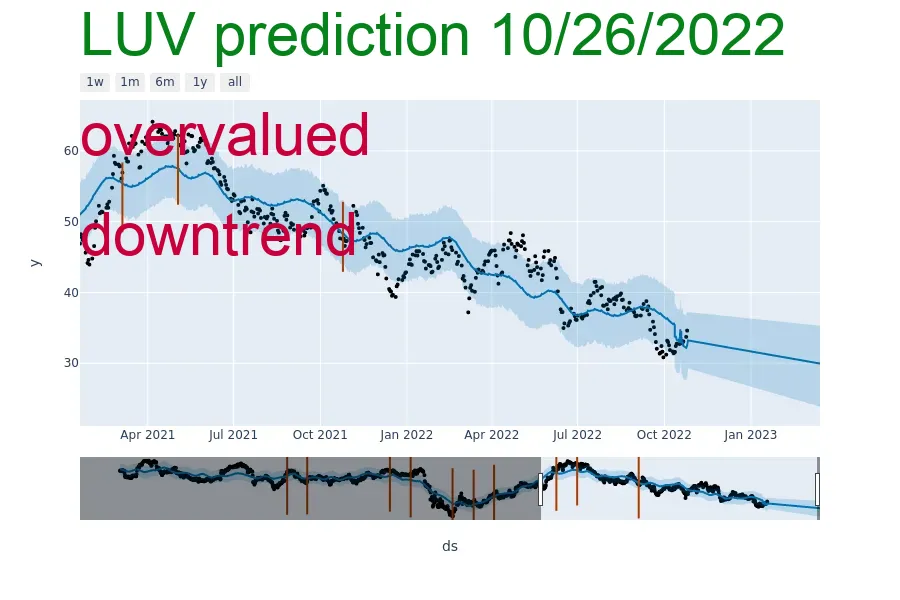 LUV prediction 10/26/2022
1w 1m 6m 1y all
overvalued
60
50
downtrend
y
40
30
Apr 2021 Jul 2021 Oct 2021 Jan 2022 Apr 2022 Jul 2022 Oct 2022 Jan 2023
ds